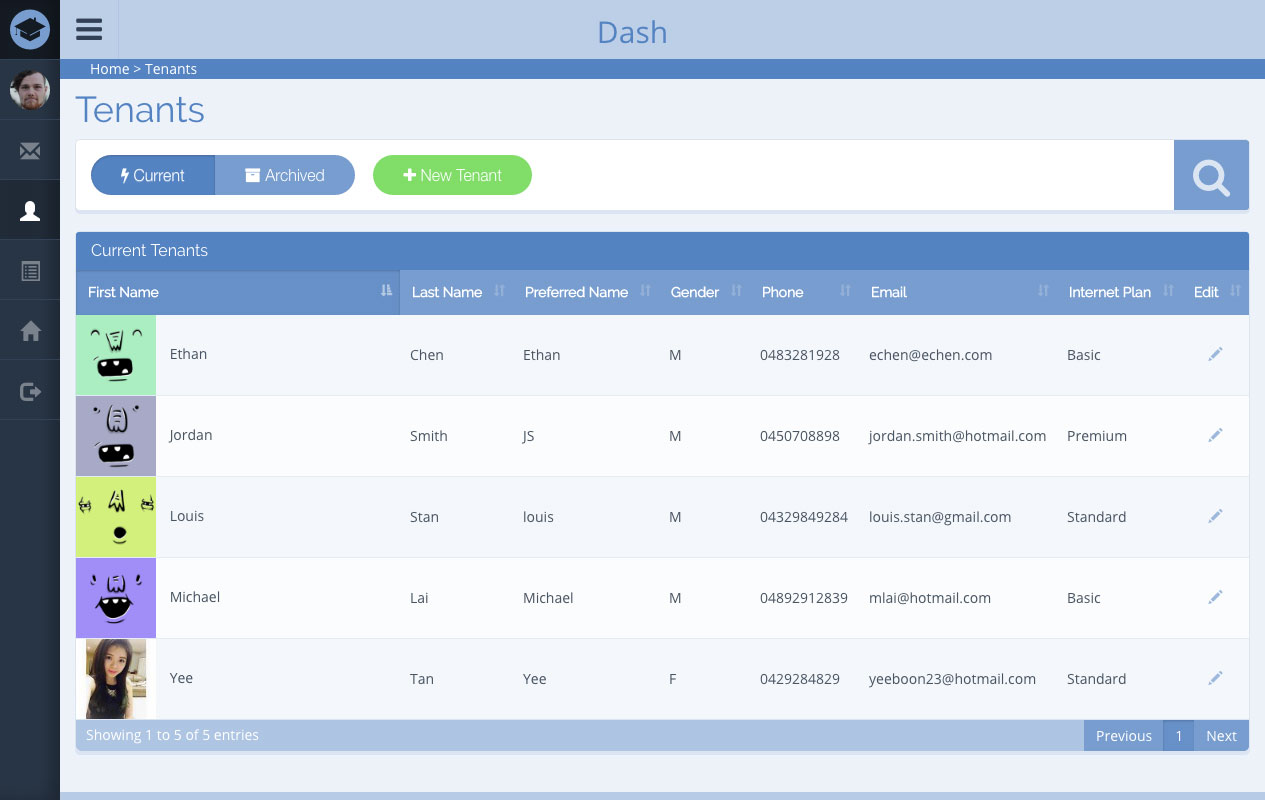 Dash
Home > Tenants
Tenants
Current Archived New Tenant
Current Tenants
First Name Last Name Preferred Name Gender Phone Email Internet Plan Edit
Ethan Chen Ethan M 0483281928 echen@echen.com Basic
Jordan Smith JS M 0450708898 jordan.smith@hotmail.com Premium
Louis Stan louis M 04329849284 louis.stan@gmail.com Standard
Michael Lai Michael M 04892912839 mlai@hotmail.com Basic
Yee Tan Yee F 0429284829 yeeboon23@hotmail.com Standard
Showing 1 to 5 of 5 entries Previous 1 Next